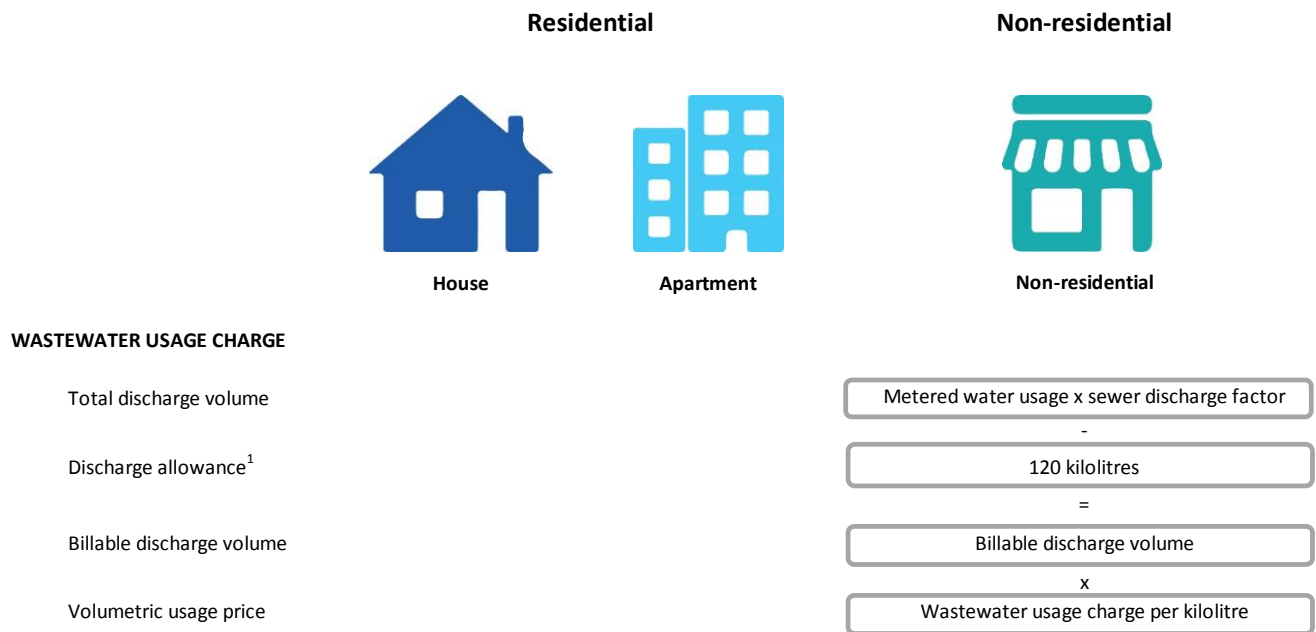 Residential Non-residential
House Apartment Non-residential
WASTEWATER USAGE CHARGE
Total discharge volume Metered water usage x sewer discharge factor
-
Discharge allowance1 120 kilolitres
=
Billable discharge volume Billable discharge volume
x
Volumetric usage price Wastewater usage charge per kilolitre